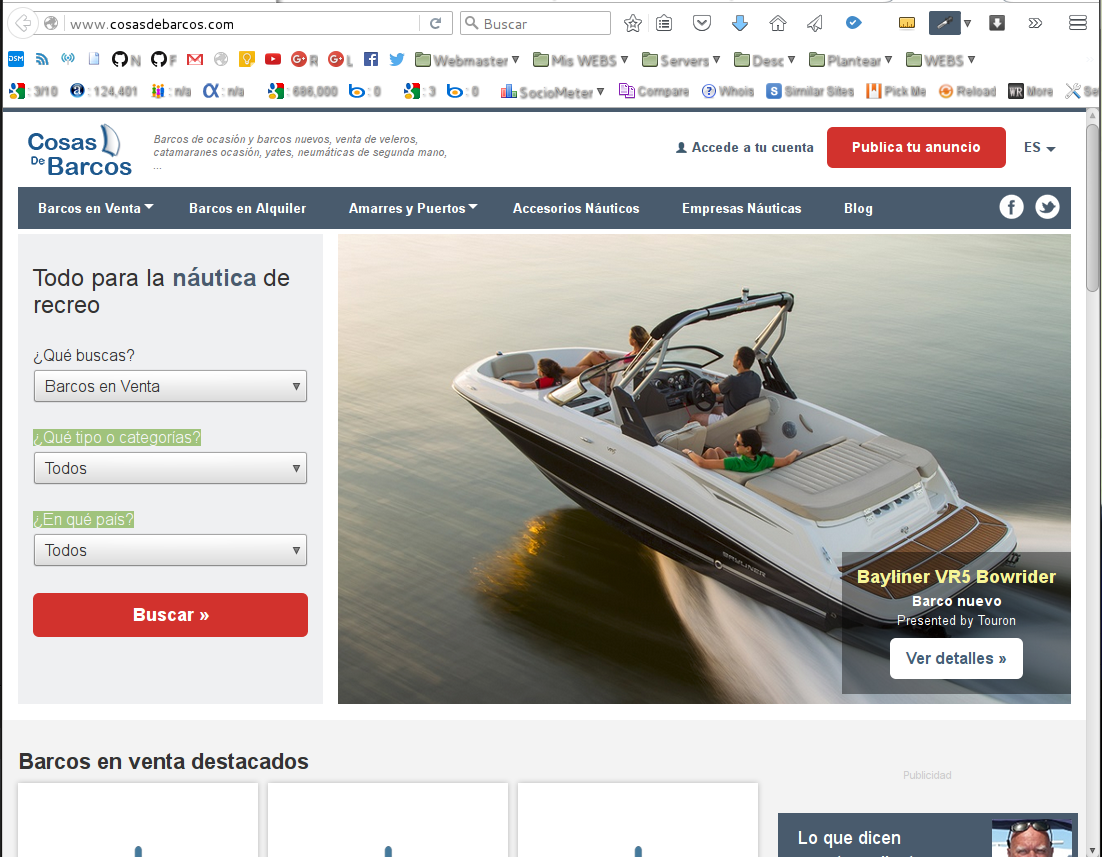 www.cosasdebarcos.com
Buscar
DSM
N
F
R
L
Webmaster
Mis WEBS
Servers
Desc
Plantear
WEBS
: 3/10
: 124,401
: n/a
: n/a
: 686,000
: 0
: 3
: 0
SocioMeter
Compare
Whois
Similar Sites
Pick Me
Reload
More
Se
Cosas
De Barcos
Barcos de ocasión y barcos nuevos, venta de veleros,
catamaranes ocasión, yates, neumáticas de segunda mano,
...
Accede a tu cuenta
Publica tu anuncio
ES
Barcos en Venta
Barcos en Alquiler
Amarres y Puertos
Accesorios Náuticos
Empresas Náuticas
Blog
Todo para la náutica de
recreo
¿Qué buscas?
Barcos en Venta
¿Qué tipo o categorías?
Todos
¿En qué país?
Todos
Buscar »
BAYLINER
Bayliner VR5 Bowrider
Barco nuevo
Presented by Touron
Ver detalles »
Barcos en venta destacados
Publicidad
Lo que dicen